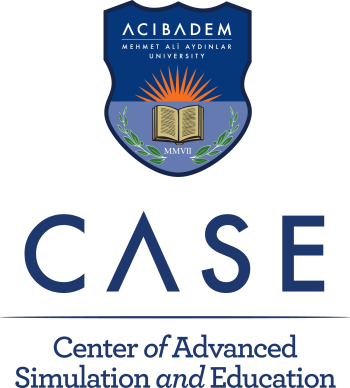 ACIBADEM
MEHMET ALİ AYDINLAR
UNIVERSITY
MMVII
CASE
Center of Advanced
Simulation and Education